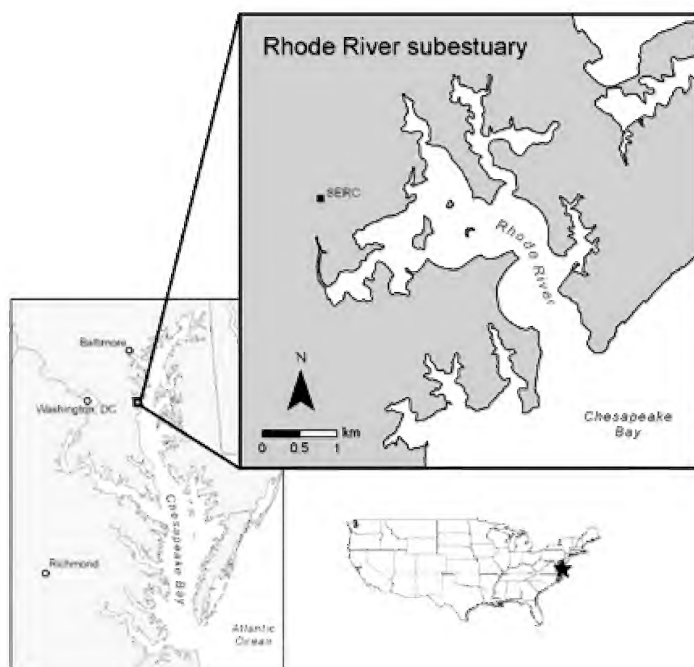 Rhode River subestuary
SERC
Rhode River
N
km
0 0.5 1
Chesapeake
Bay
Baltimore
Washington, DC
Chesapeake Bay
Richmond
Atlantic
Ocean